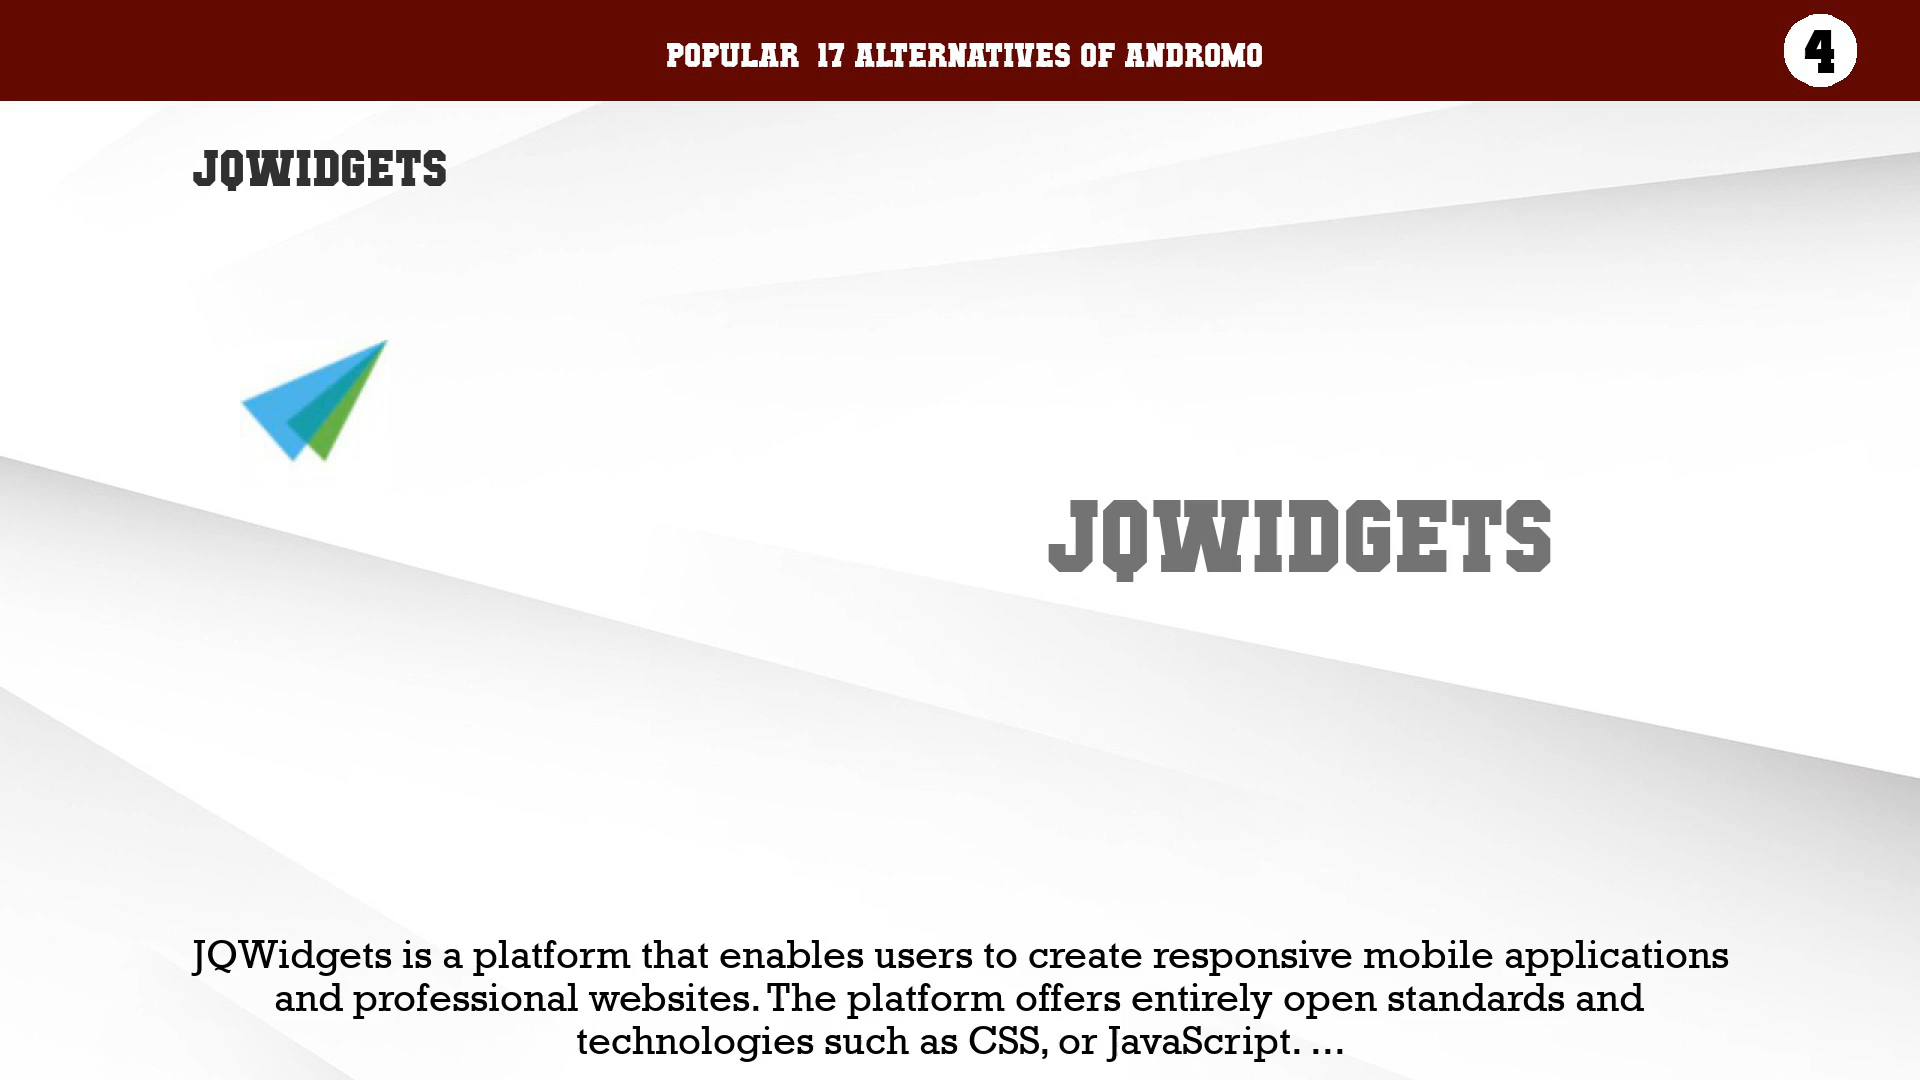 POPULAR  17 ALTERNATIVES OF ANDROMO
4
JQWIDGETS
JQWIDGETS
JQWidgets is a platform that enables users to create responsive mobile applications
and professional websites. The platform offers entirely open standards and
technologies such as CSS, or JavaScript. ...